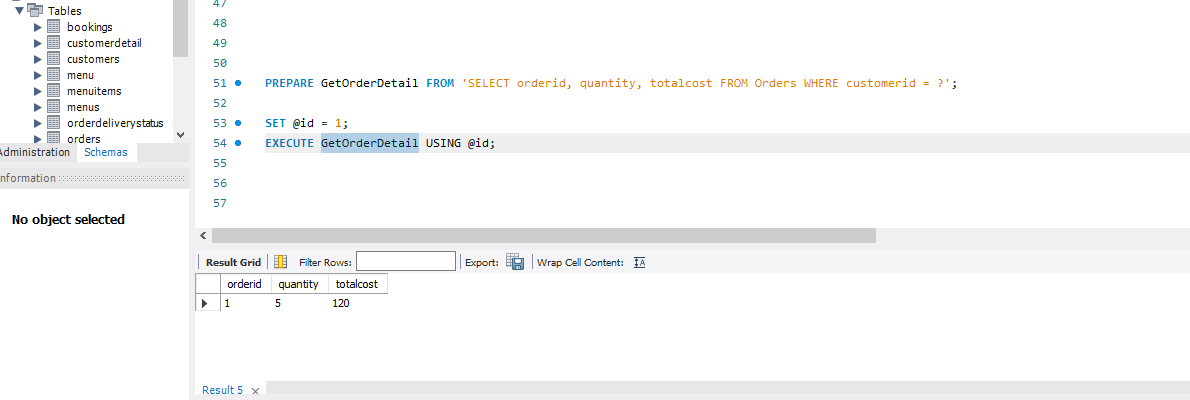 Tables
bookings
customerdetail
customers
menu
menuitems
menus
orderdeliverystatus
orders
Administration Schemas
Information
No object selected
47
48
49
50
51 PREPARE GetOrderDetail FROM 'SELECT orderid, quantity, totalcost FROM Orders WHERE customerid = ?';
52
53 SET @id = 1;
54 EXECUTE GetOrderDetail USING @id;
55
56
57
Result Grid Filter Rows: Export: Wrap Cell Content: IA
orderid quantity totalcost
1 5 120
Result 5 ×